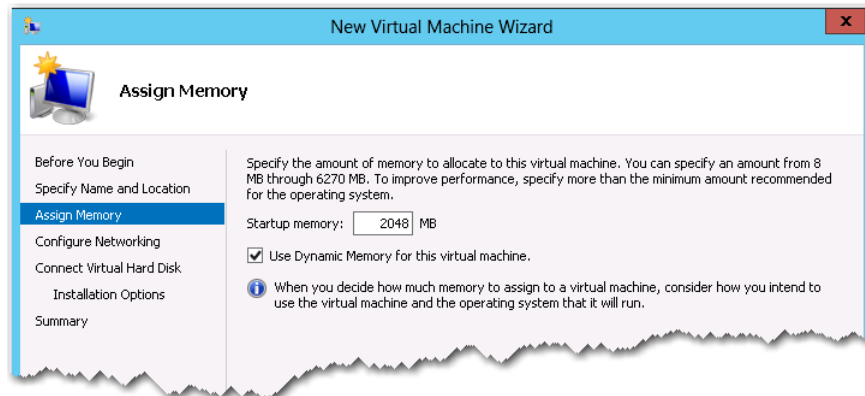 New Virtual Machine Wizard
x
Assign Memory
Before You Begin
Specify Name and Location
Assign Memory
Configure Networking
Connect Virtual Hard Disk
Installation Options
Summary
Specify the amount of memory to allocate to this virtual machine. You can specify an amount from 8
MB through 6270 MB. To improve performance, specify more than the minimum amount recommended
for the operating system.
Startup memory: 2048 MB
Use Dynamic Memory for this virtual machine.
When you decide how much memory to assign to a virtual machine, consider how you intend to
use the virtual machine and the operating system that it will run.